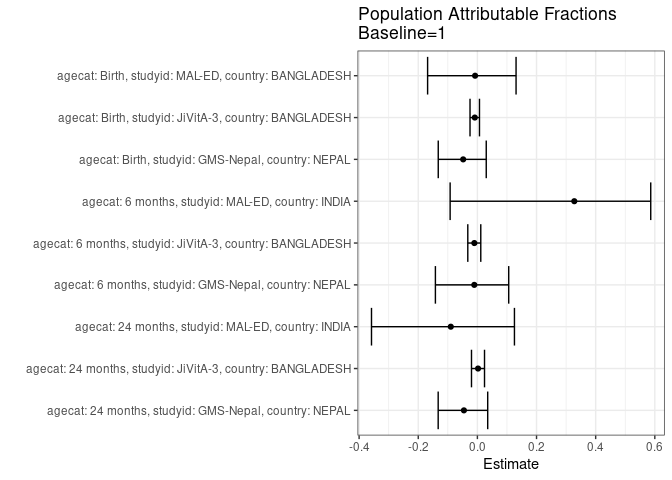 Population Attributable Fractions
Baseline=1
agecat: Birth, studyid: MAL-ED, country: BANGLADESH
agecat: Birth, studyid: JiVitA-3, country: BANGLADESH
agecat: Birth, studyid: GMS-Nepal, country: NEPAL
agecat: 6 months, studyid: MAL-ED, country: INDIA
agecat: 6 months, studyid: JiVitA-3, country: BANGLADESH
agecat: 6 months, studyid: GMS-Nepal, country: NEPAL
agecat: 24 months, studyid: MAL-ED, country: INDIA
agecat: 24 months, studyid: JiVitA-3, country: BANGLADESH
agecat: 24 months, studyid: GMS-Nepal, country: NEPAL
-0.4 -0.2 0.0 0.2 0.4 0.6
Estimate